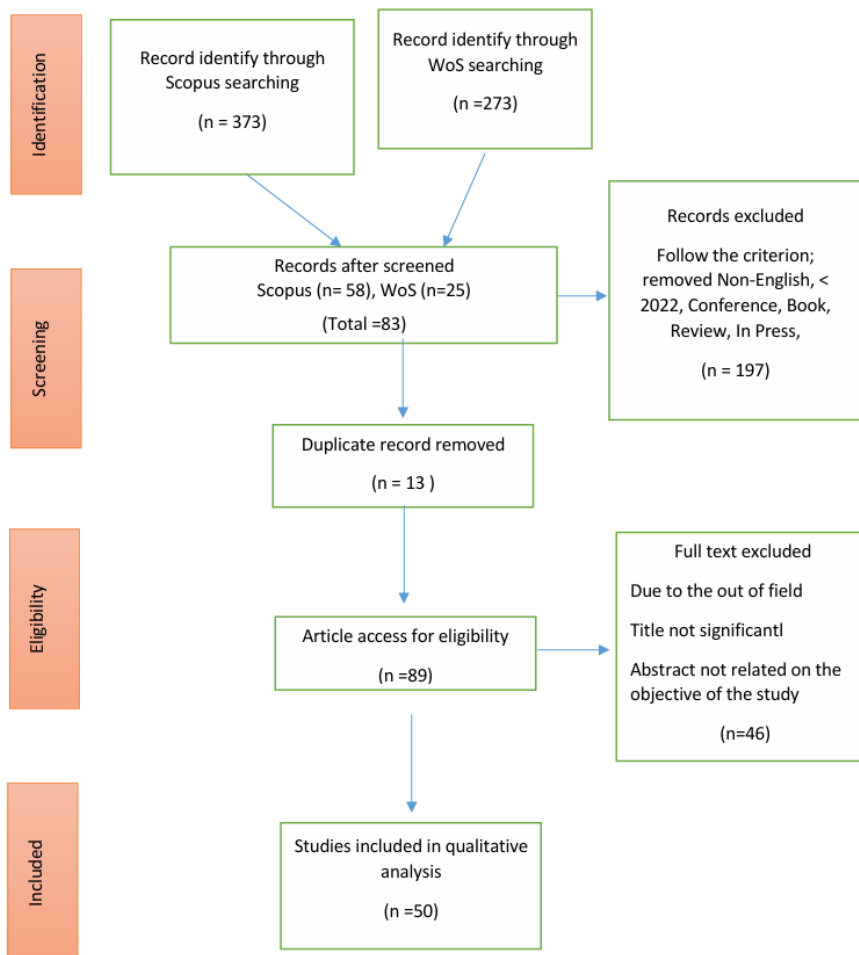 Identification
Record identify through
Scopus searching
(n = 373)
Record identify through
WoS searching
(n =273)
Screening
Records after screened
Scopus (n= 58), WoS (n=25)
(Total =83)
Records excluded
Follow the criterion;
removed Non-English, <
2022, Conference, Book,
Review, In Press,
(n = 197)
Duplicate record removed
(n = 13 )
Eligibility
Article access for eligibility
(n =89)
Full text excluded
Due to the out of field
Title not significantl
Abstract not related on the
objective of the study
(n=46)
Included
Studies included in qualitative
analysis
(n =50)